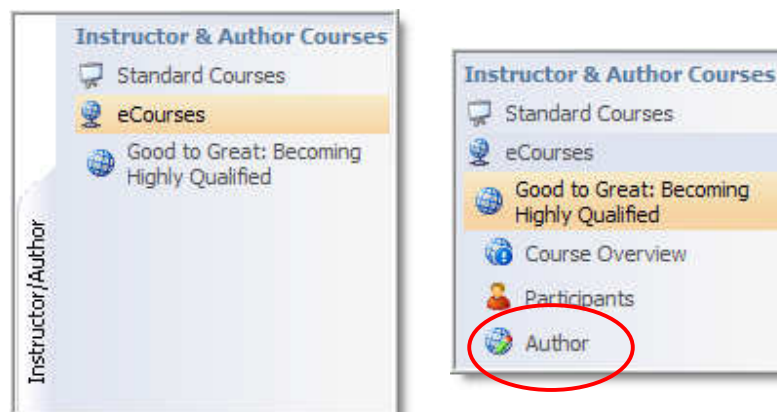 Instructor & Author Courses
Standard Courses
eCourses
Good to Great: Becoming
Highly Qualified
Instructor/Author
Instructor & Author Courses
Standard Courses
eCourses
Good to Great: Becoming
Highly Qualified
Course Overview
Participants
Author